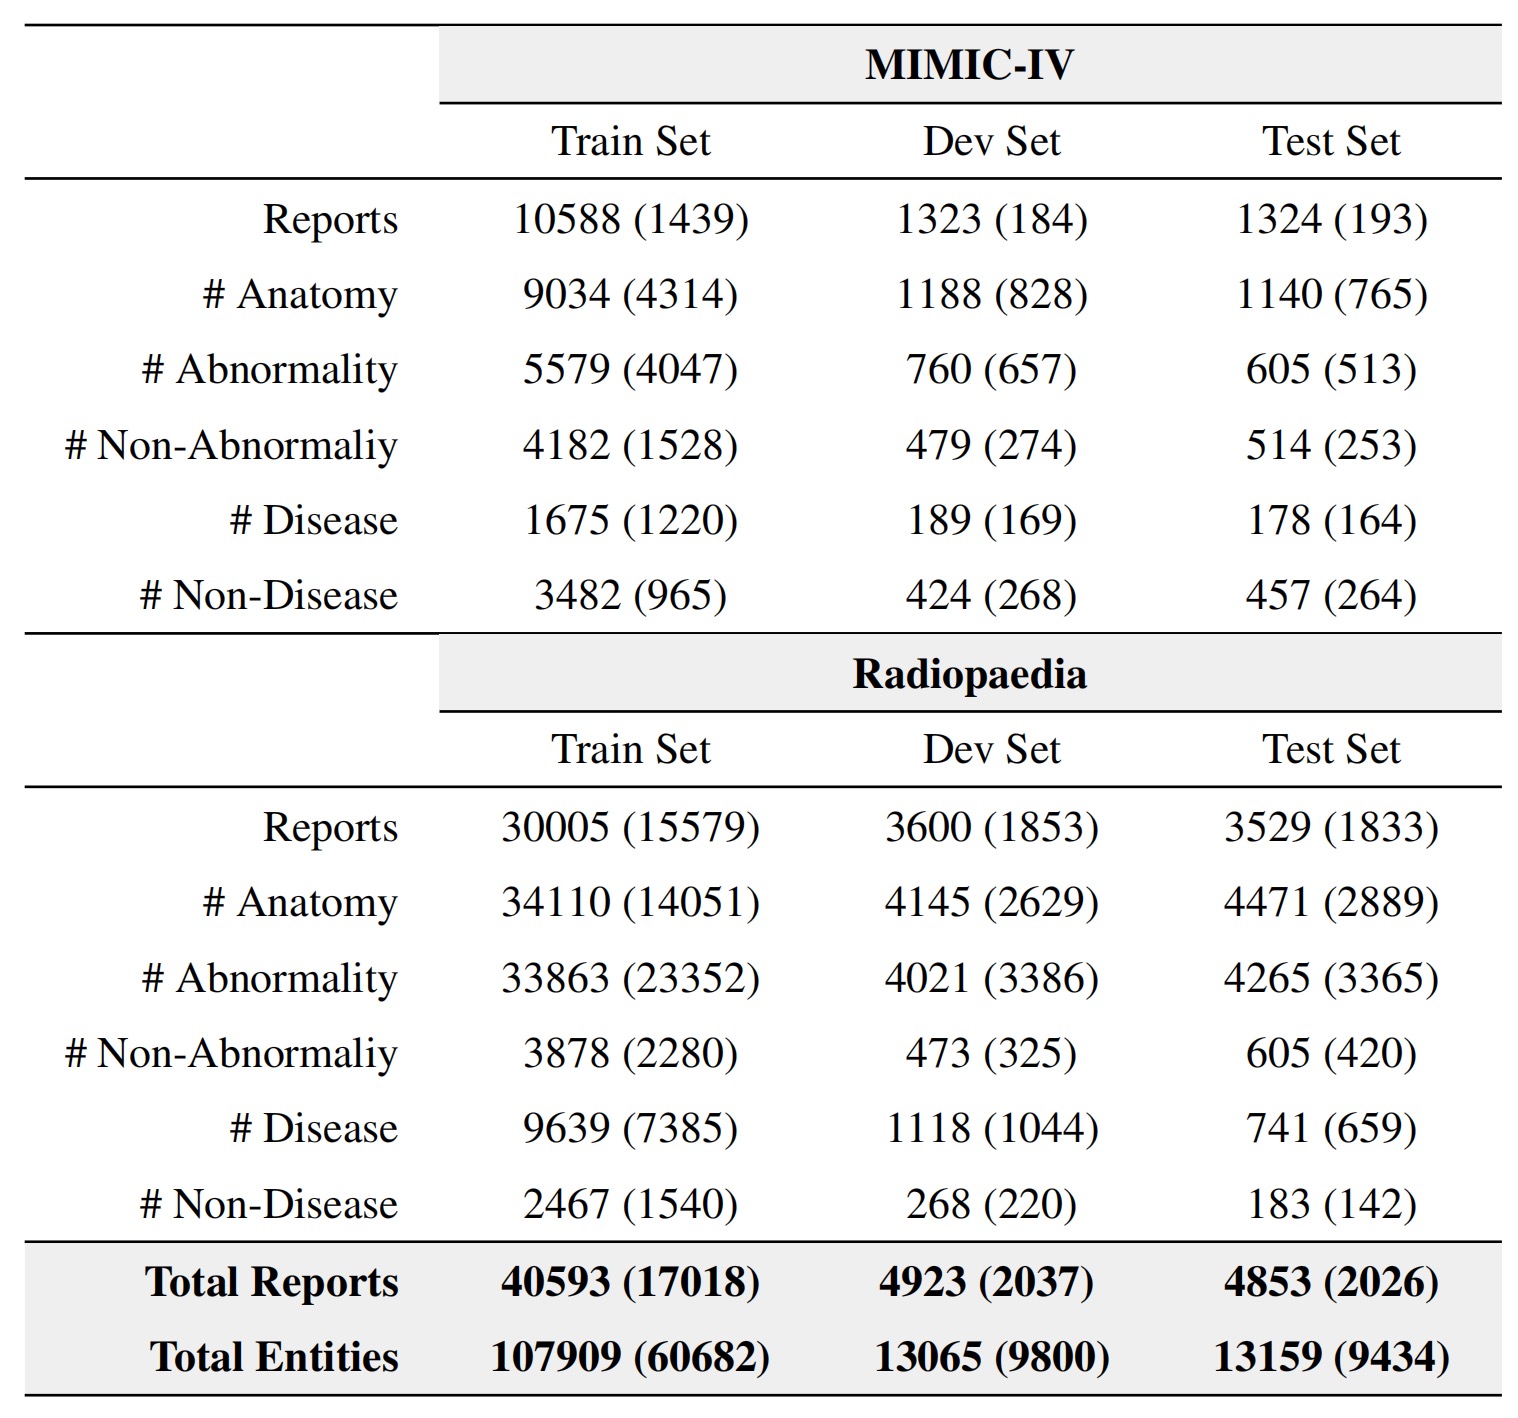 MIMIC-IV
Train Set Dev Set Test Set
Reports 10588 (1439) 1323 (184) 1324 (193)
# Anatomy 9034 (4314) 1188 (828) 1140 (765)
# Abnormality 5579 (4047) 760 (657) 605 (513)
# Non-Abnormaliy 4182 (1528) 479 (274) 514 (253)
# Disease 1675 (1220) 189 (169) 178 (164)
# Non-Disease 3482 (965) 424 (268) 457 (264)
Radiopaedia
Train Set Dev Set Test Set
Reports 30005 (15579) 3600 (1853) 3529 (1833)
# Anatomy 34110 (14051) 4145 (2629) 4471 (2889)
# Abnormality 33863 (23352) 4021 (3386) 4265 (3365)
# Non-Abnormaliy 3878 (2280) 473 (325) 605 (420)
# Disease 9639 (7385) 1118 (1044) 741 (659)
# Non-Disease 2467 (1540) 268 (220) 183 (142)
Total Reports 40593 (17018) 4923 (2037) 4853 (2026)
Total Entities 107909 (60682) 13065 (9800) 13159 (9434)